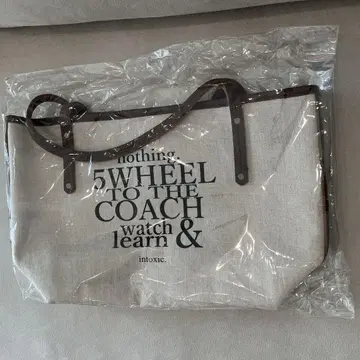 nothing.
5WHEEL
TO THE
COACH
watch
learn &
intoxic.